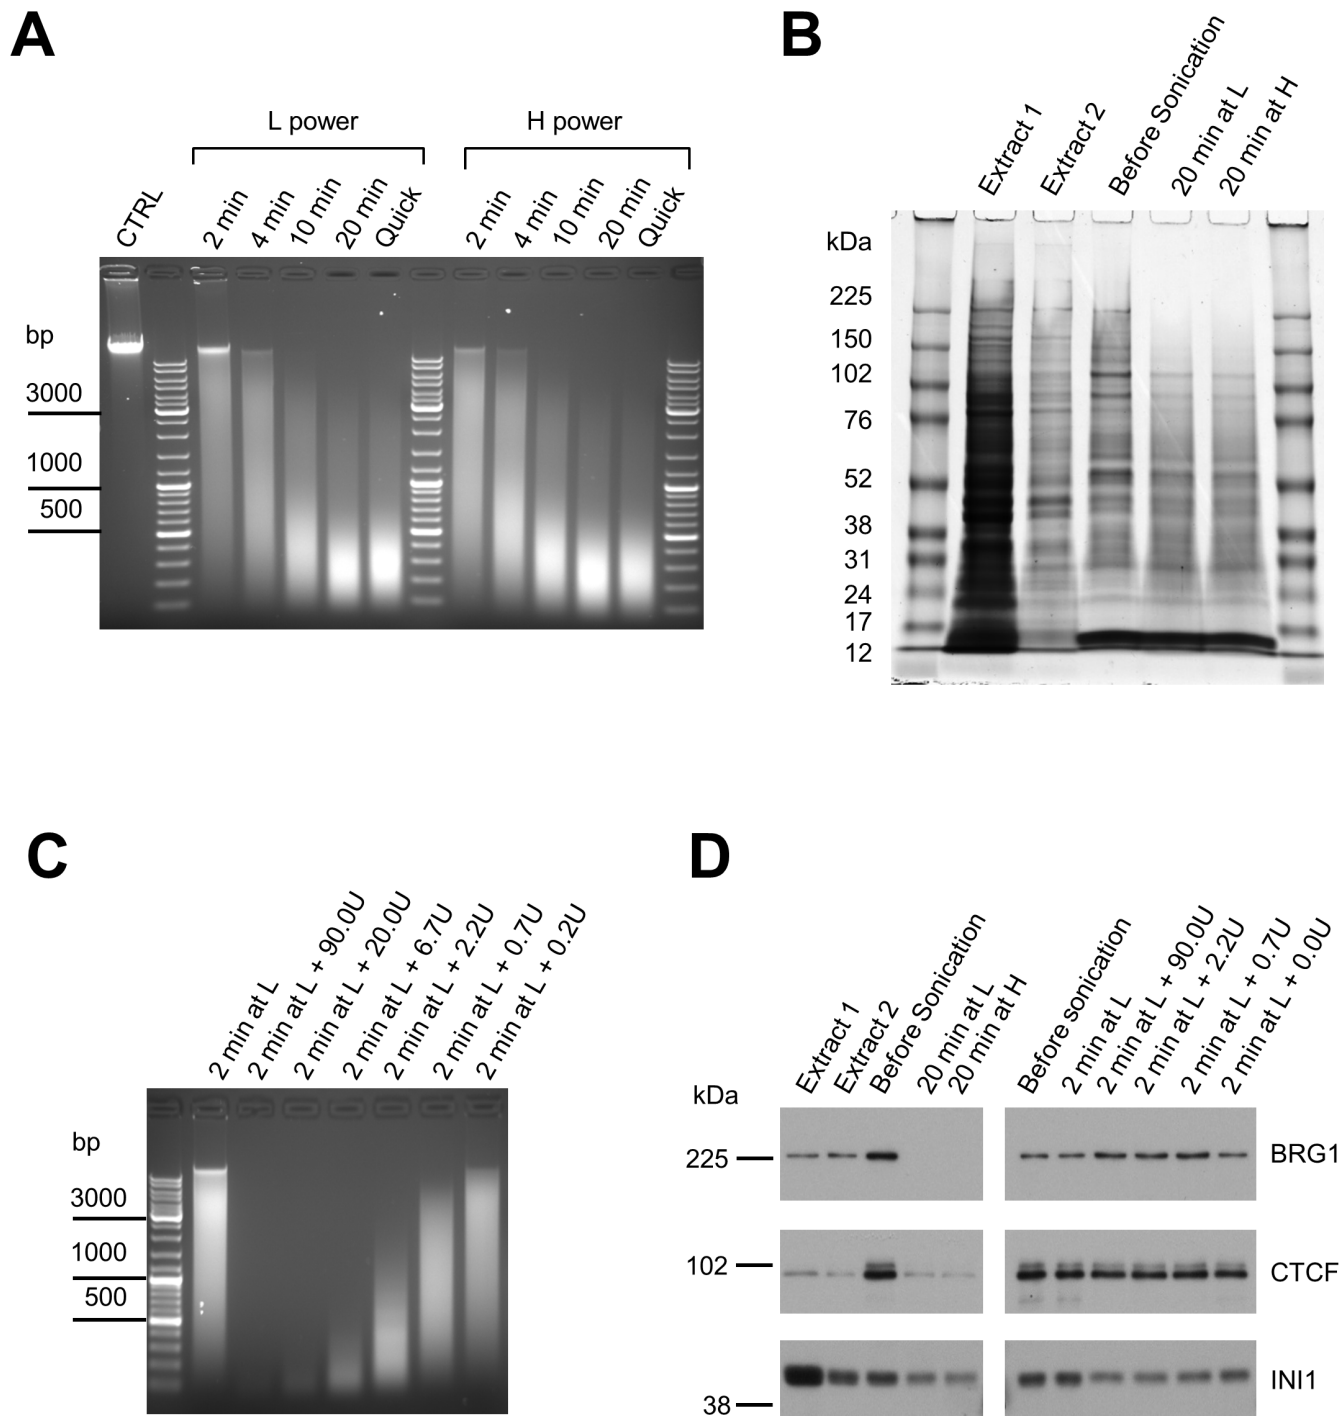 A
L power
H power
CTRL
2 min
4 min
10 min
20 min
Quick
2 min
4 min
10 min
20 min
Quick
bp
3000
1000
500
B
Extract 1
Extract 2
Before Sonication
20 min at L
20 min at H
kDa
225
150
102
76
52
38
31
24
17
12
C
2 min at L
2 min at L + 90.0U
2 min at L + 20.0U
2 min at L + 6.7U
2 min at L + 2.2U
2 min at L + 0.7U
2 min at L + 0.2U
bp
3000
1000
500
D
Extract 1
Extract 2
Before Sonication
20 min at L
20 min at H
Before sonication
2 min at L
2 min at L + 90.0U
2 min at L + 2.2U
2 min at L + 0.7U
2 min at L + 0.0U
kDa
225
BRG1
102
CTCF
INI1
38